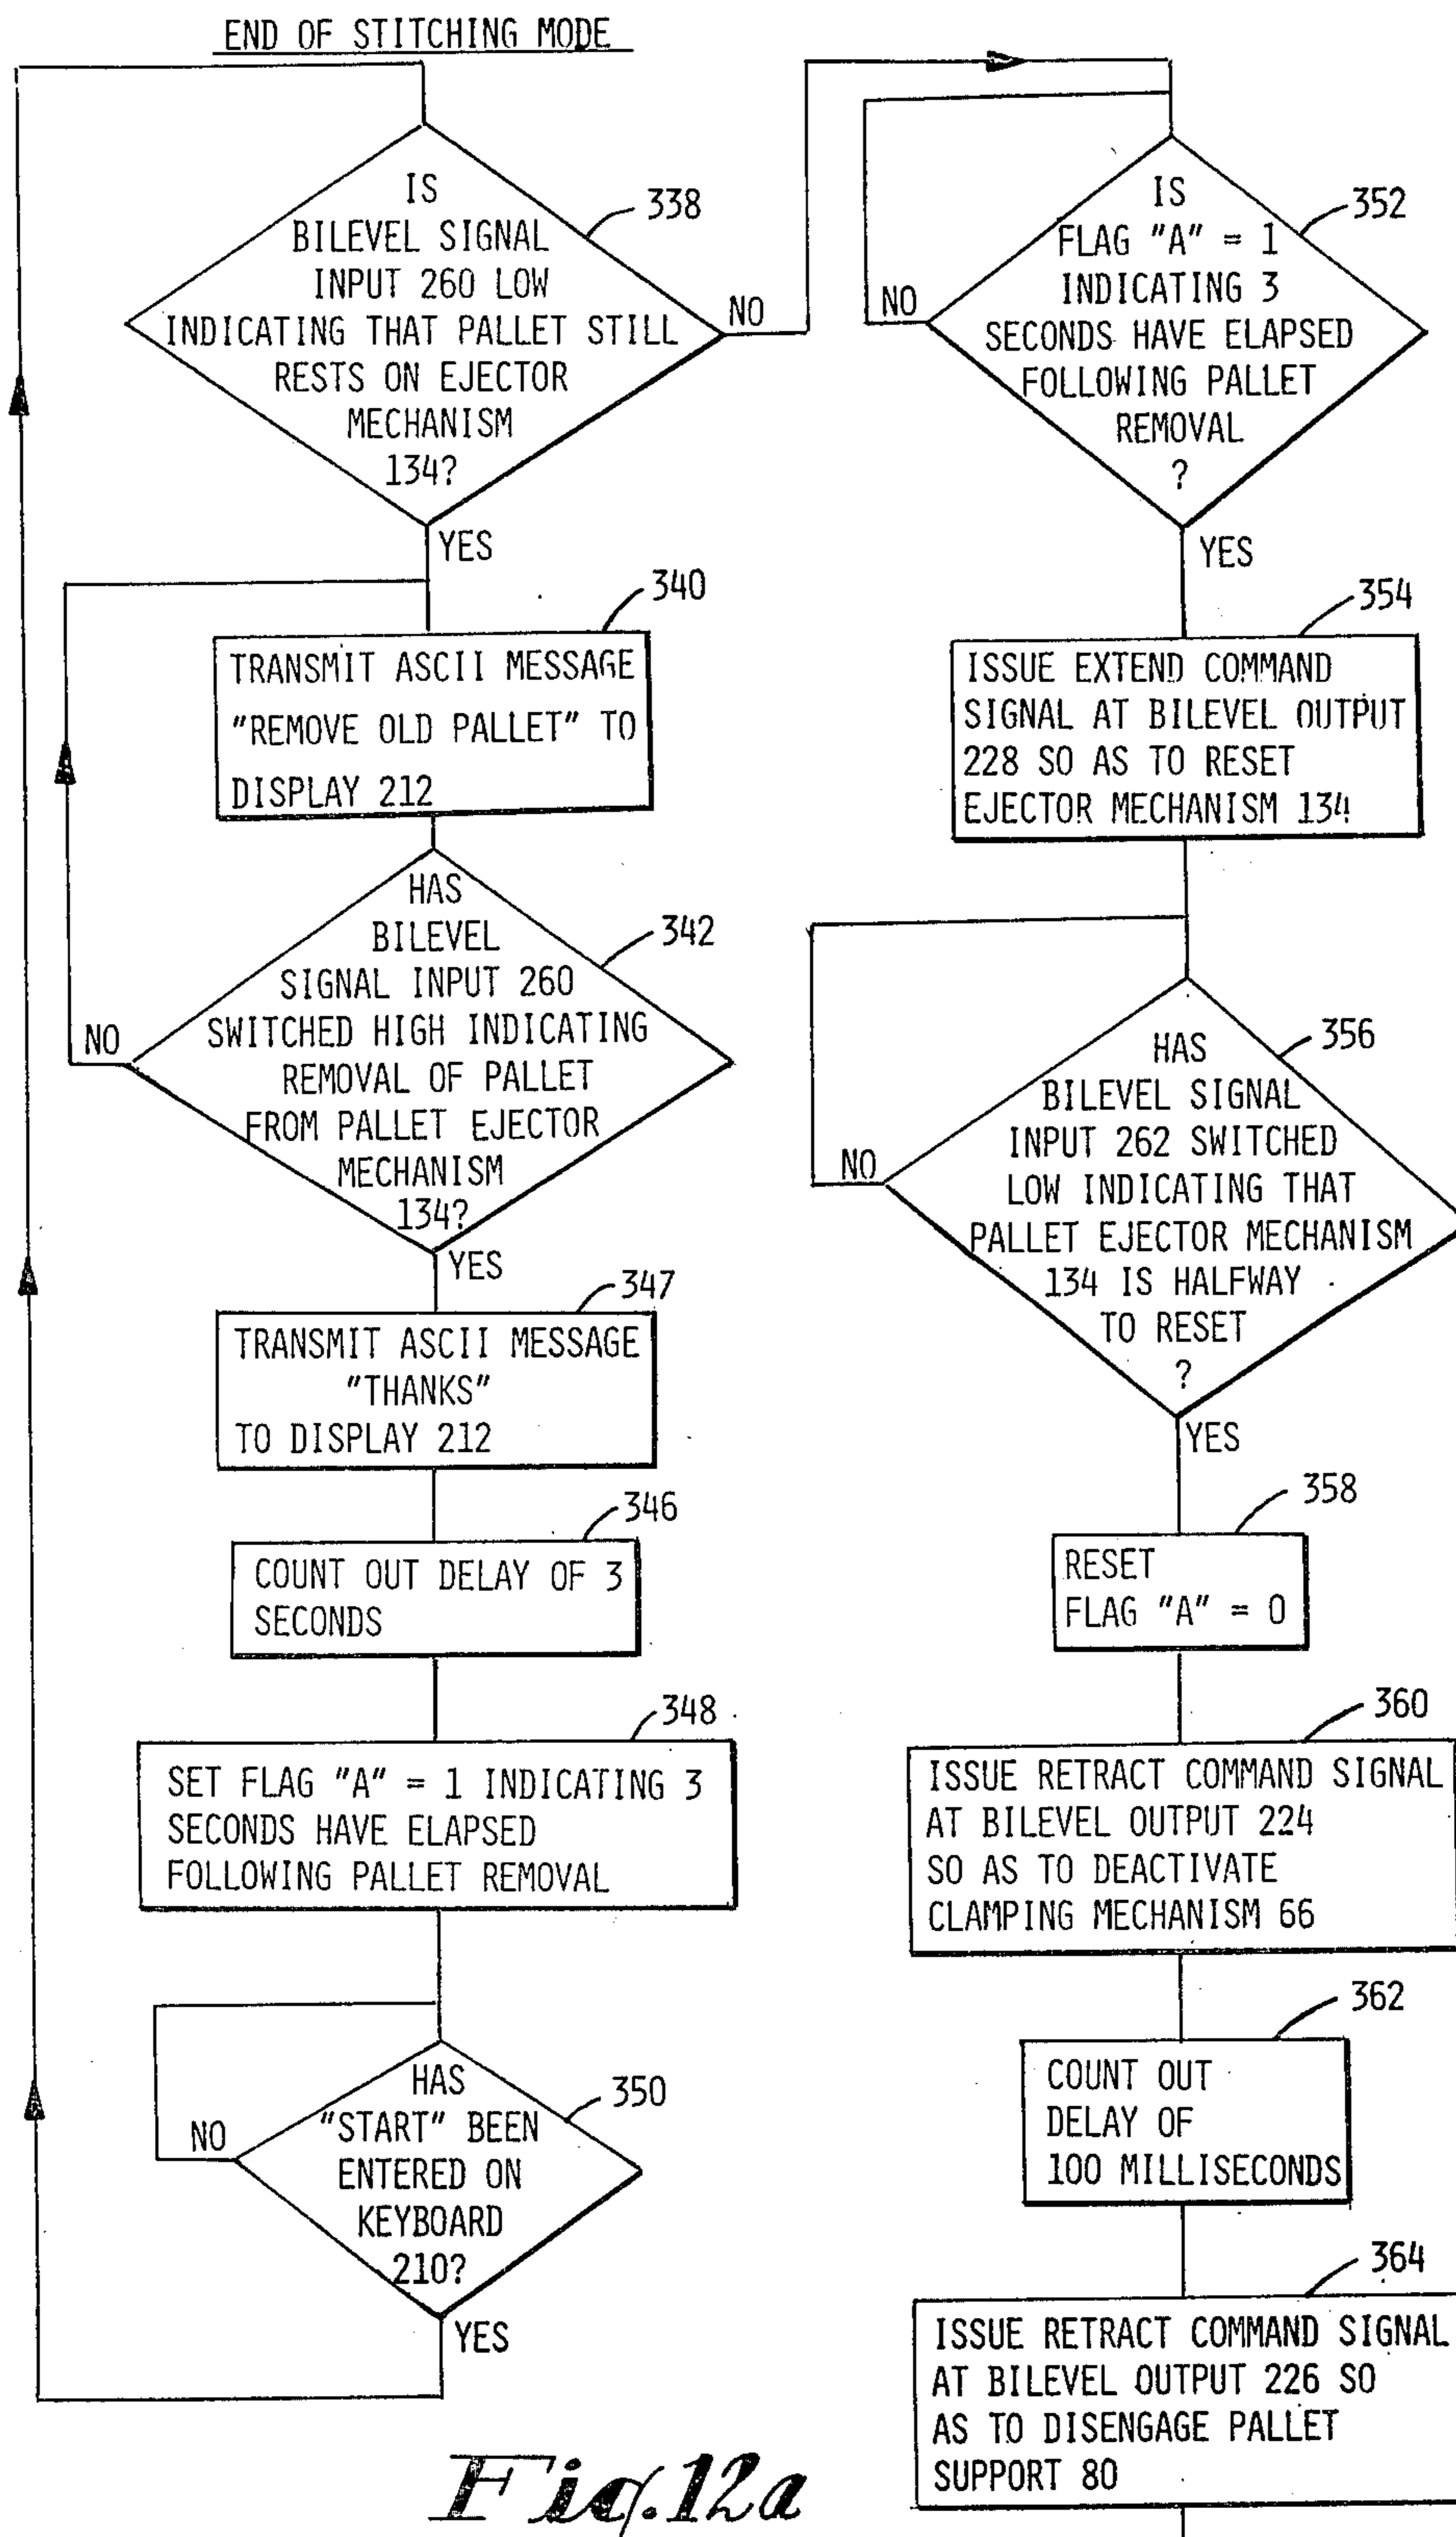 END OF STITCHING MODE
IS
BILEVEL SIGNAL
INPUT 260 LOW
INDICATING THAT PALLET STILL
RESTS ON EJECTOR
MECHANISM
134?
338
NO
YES
340
TRANSMIT ASCII MESSAGE
"REMOVE OLD PALLET" TO
DISPLAY 212
HAS
BILEVEL
SIGNAL INPUT 260
SWITCHED HIGH INDICATING
REMOVAL OF PALLET
FROM PALLET EJECTOR
MECHANISM
134?
342
NO
YES
347
TRANSMIT ASCII MESSAGE
"THANKS"
TO DISPLAY 212
346
COUNT OUT DELAY OF 3
SECONDS
348
SET FLAG "A" = 1 INDICATING 3
SECONDS HAVE ELAPSED
FOLLOWING PALLET REMOVAL
HAS
"START" BEEN
ENTERED ON
KEYBOARD
210?
350
NO
YES
IS
FLAG "A" = 1
INDICATING 3
SECONDS HAVE ELAPSED
FOLLOWING PALLET
REMOVAL
?
352
NO
YES
354
ISSUE EXTEND COMMAND
SIGNAL AT BILEVEL OUTPUT
228 SO AS TO RESET
EJECTOR MECHANISM 134
HAS
BILEVEL SIGNAL
INPUT 262 SWITCHED
LOW INDICATING THAT
PALLET EJECTOR MECHANISM
134 IS HALFWAY
TO RESET
?
356
NO
YES
358
RESET
FLAG "A" = 0
360
ISSUE RETRACT COMMAND SIGNAL
AT BILEVEL OUTPUT 224
SO AS TO DEACTIVATE
CLAMPING MECHANISM 66
362
COUNT OUT
DELAY OF
100 MILLISECONDS
364
ISSUE RETRACT COMMAND SIGNAL
AT BILEVEL OUTPUT 226 SO
AS TO DISENGAGE PALLET
SUPPORT 80
Fig. 12a